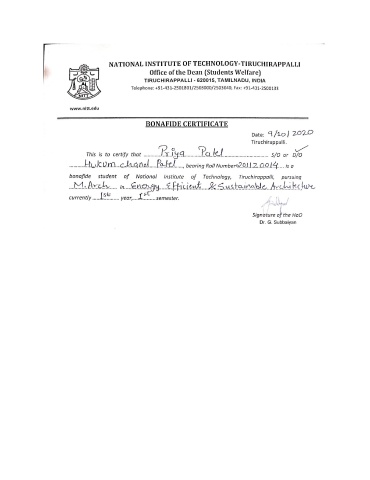 NATIONAL INSTITUTE OF TECHNOLOGY-TIRUCHIRAPPALLI
Office of the Dean (Students Welfare)
TIRUCHIRAPPALLI - 620015, TAMILNADU, INDIA
Telephone: +91-431-2501801/2503000/2503040, Fax: +91-431-2500133
www.nitt.edu
BONAFIDE CERTIFICATE
Date: 9/20/2020
Tiruchirappalli.
This is to certify that Priya Patel S/O or D/O
Hukum chand Patel, bearing Roll Number 201120014 is a
bonafide student of National Institute of Technology, Tiruchirappalli, pursuing
M.Arch in Energy Efficient & Sustainable Architecture
currently 1st year, 1st semester.
Signature of the HoD
Dr. G. Subbaiyan